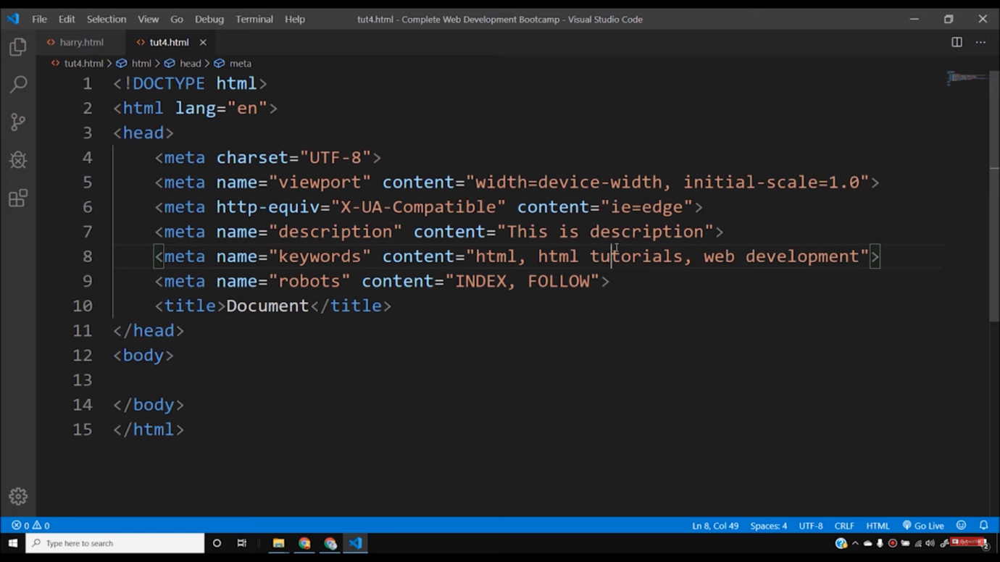 File Edit Selection View Go Debug Terminal Help tut4.html - Complete Web Development Bootcamp - Visual Studio Code
harry.html tut4.html
tut4.html > html > head > meta
1 <!DOCTYPE html>
2 <html lang="en">
3 <head>
4 <meta charset="UTF-8">
5 <meta name="viewport" content="width=device-width, initial-scale=1.0">
6 <meta http-equiv="X-UA-Compatible" content="ie=edge">
7 <meta name="description" content="This is description">
8 <meta name="keywords" content="html, html tutorials, web development">
9 <meta name="robots" content="INDEX, FOLLOW">
10 <title>Document</title>
11 </head>
12 <body>
13
14 </body>
15 </html>
0 0 Ln 8, Col 49 Spaces: 4 UTF-8 CRLF HTML Go Live
Type here to search Subscribe 2